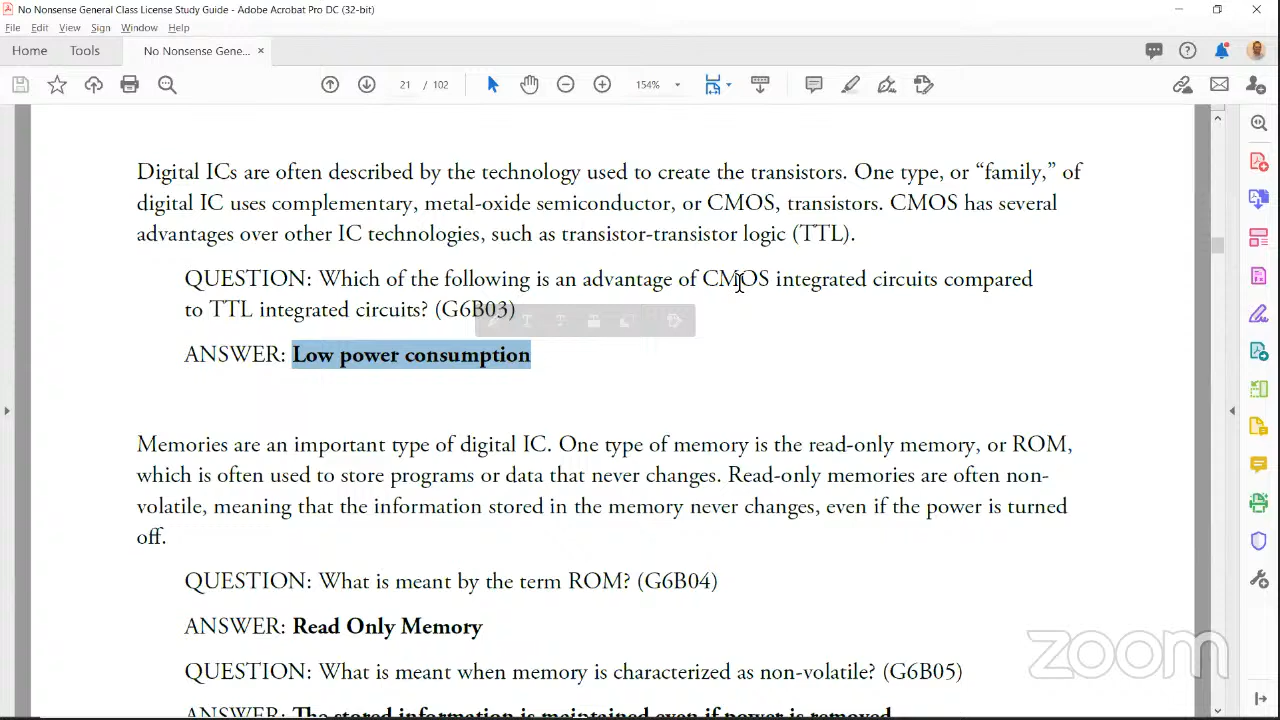 No Nonsense General Class License Study Guide - Adobe Acrobat Pro DC (32-bit)
File Edit View Sign Window Help
Home Tools No Nonsense Gene... ×
21 / 102 154%
Digital ICs are often described by the technology used to create the transistors. One type, or “family,” of
digital IC uses complementary, metal-oxide semiconductor, or CMOS, transistors. CMOS has several
advantages over other IC technologies, such as transistor-transistor logic (TTL).
QUESTION: Which of the following is an advantage of CMOS integrated circuits compared
to TTL integrated circuits? (G6B03)
ANSWER: Low power consumption
Memories are an important type of digital IC. One type of memory is the read-only memory, or ROM,
which is often used to store programs or data that never changes. Read-only memories are often non-
volatile, meaning that the information stored in the memory never changes, even if the power is turned
off.
QUESTION: What is meant by the term ROM? (G6B04)
ANSWER: Read Only Memory
QUESTION: What is meant when memory is characterized as non-volatile? (G6B05)
ANSWER: The stored information is maintained even if power is removed
zoom